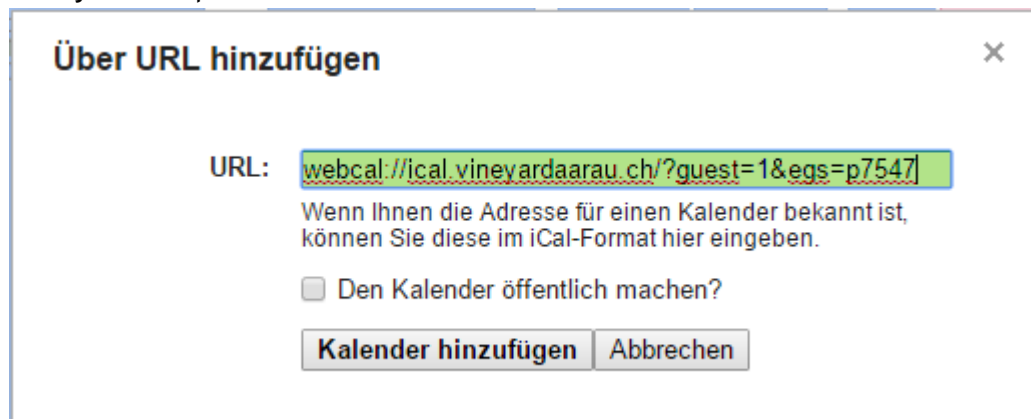 Über URL hinzufügen
×
URL: webcal://ical.vineyardaarau.ch/?guest=1&egs=p7547
Wenn Ihnen die Adresse für einen Kalender bekannt ist,
können Sie diese im iCal-Format hier eingeben.
Den Kalender öffentlich machen?
Kalender hinzufügen Abbrechen